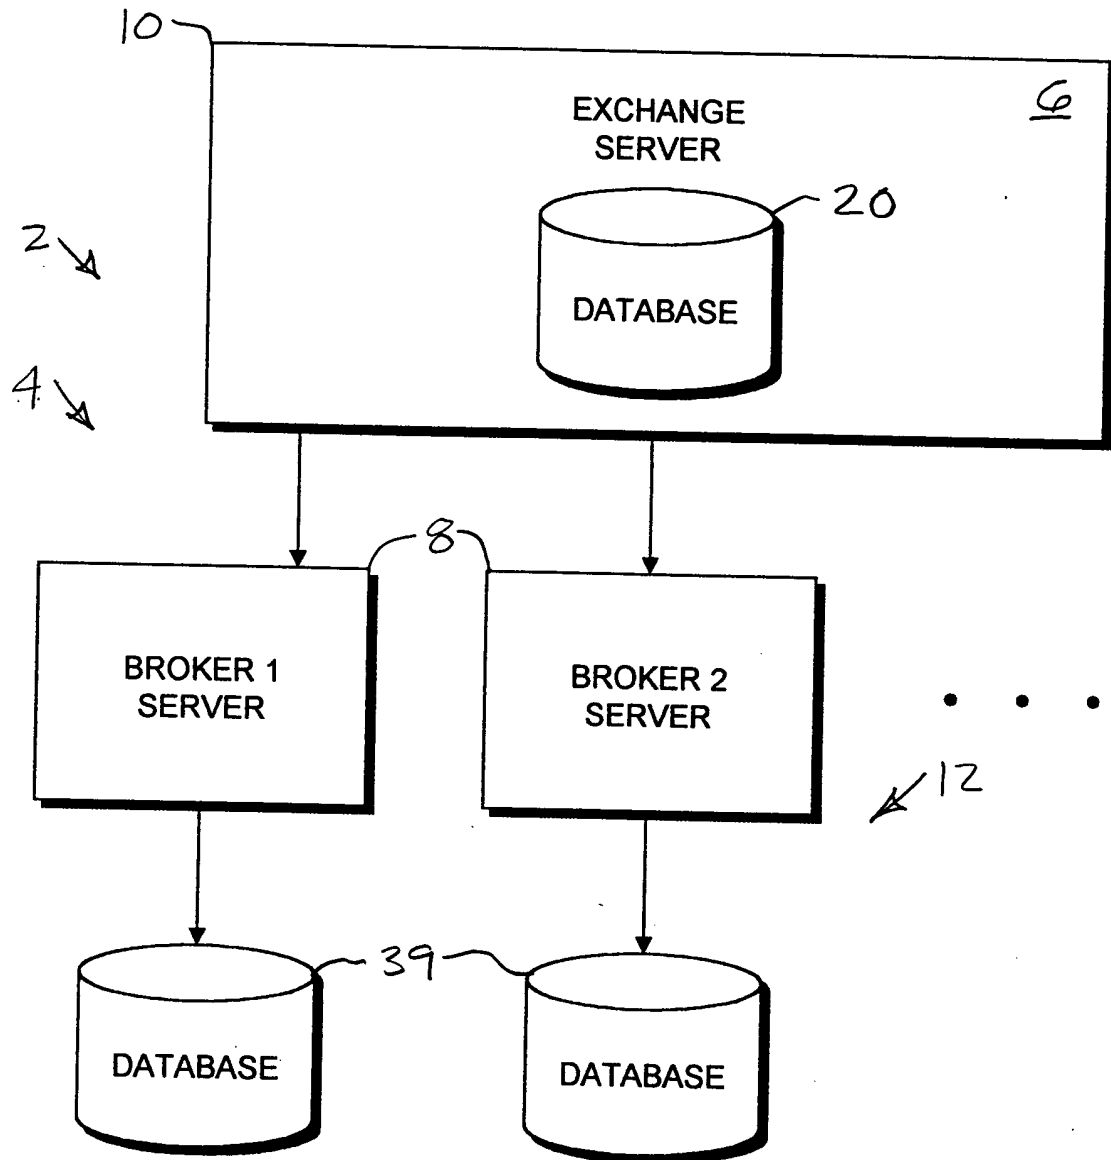 10
6
EXCHANGE
SERVER
20
2
DATABASE
4
8
BROKER 1
SERVER
BROKER 2
SERVER
12
39
DATABASE
DATABASE